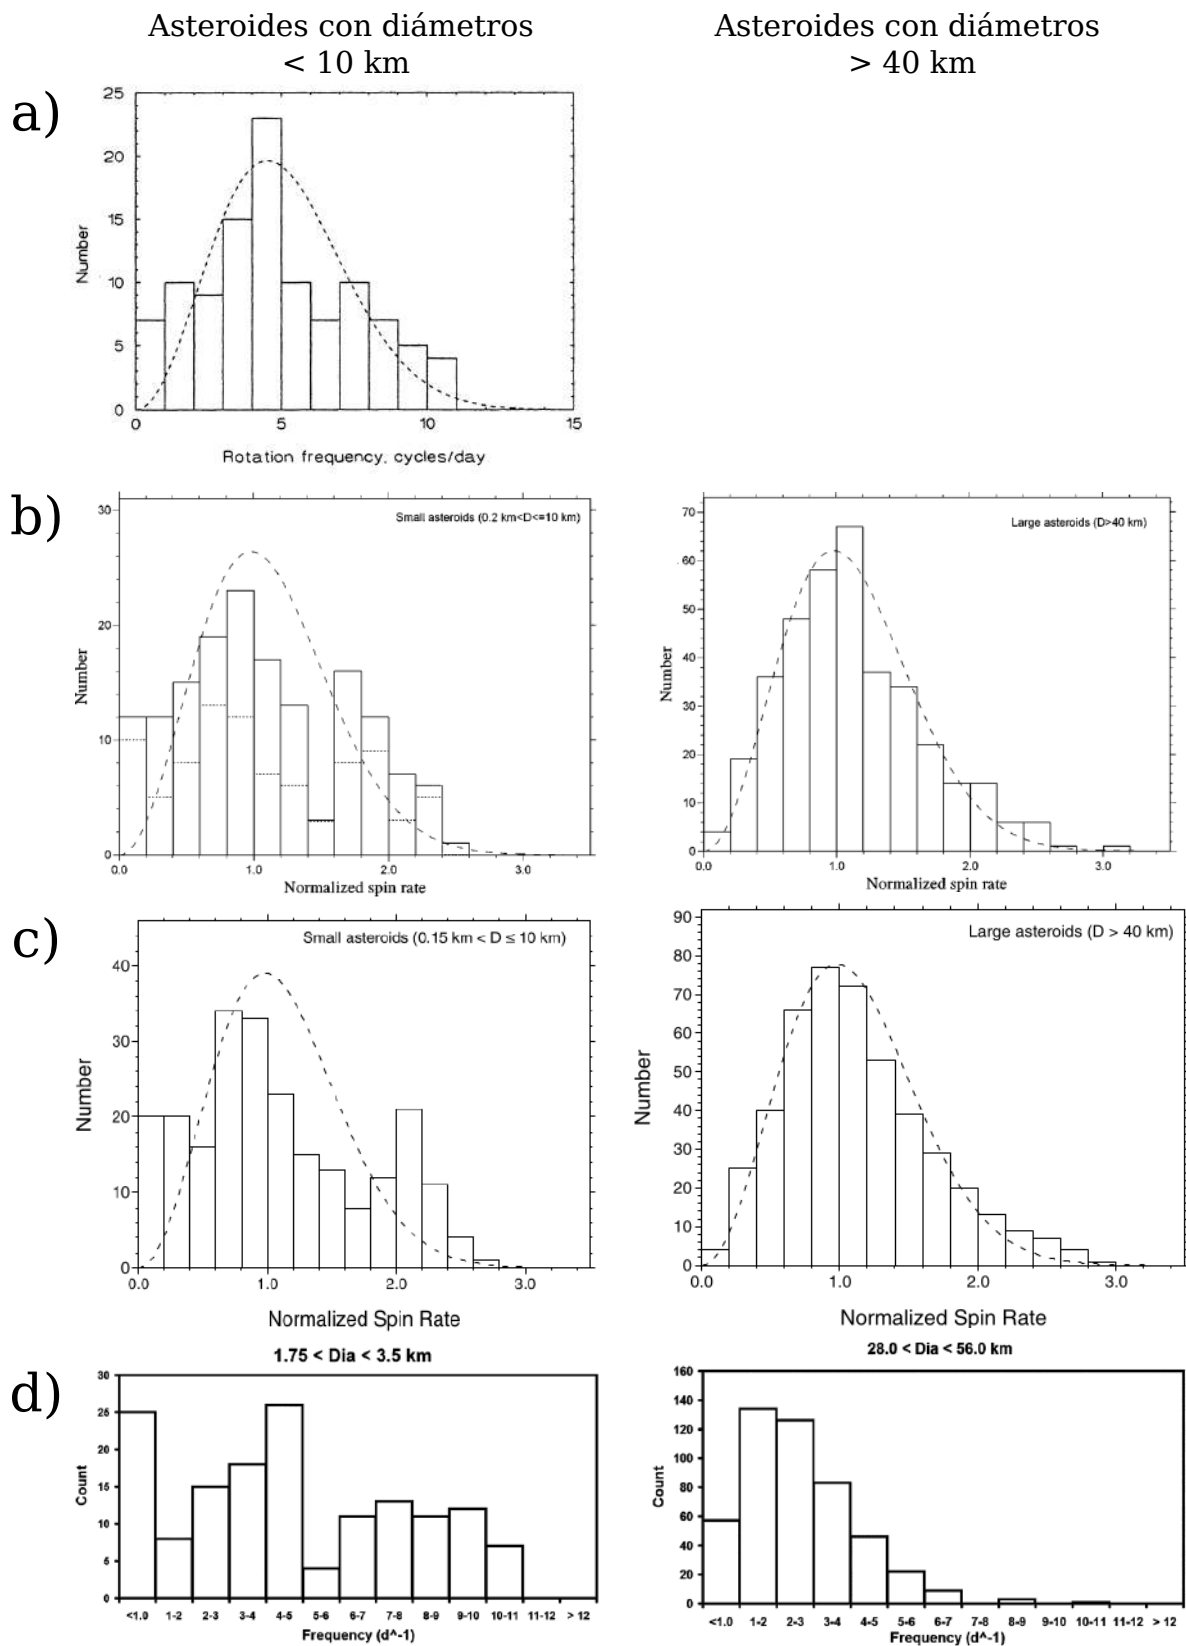 Asteroides con diámetros
< 10 km
Asteroides con diámetros
> 40 km
a)
25
20
15
10
5
0
Number
0 5 10 15
Rotation frequency, cycles/day
b)
Small asteroids (0.2 km<D<=10 km)
30
20
10
0
Number
0.0 1.0 2.0 3.0
Normalized spin rate
Large asteroids (D>40 km)
70
60
50
40
30
20
10
0
Number
0.0 1.0 2.0 3.0
Normalized spin rate
c)
Small asteroids (0.15 km < D ≤ 10 km)
40
30
20
10
0
Number
0.0 1.0 2.0 3.0
Normalized Spin Rate
Large asteroids (D > 40 km)
90
80
70
60
50
40
30
20
10
0
Number
0.0 1.0 2.0 3.0
Normalized Spin Rate
d)
1.75 < Dia < 3.5 km
30
25
20
15
10
5
0
Count
<1.0 1-2 2-3 3-4 4-5 5-6 6-7 7-8 8-9 9-10 10-11 11-12 > 12
Frequency (d^-1)
28.0 < Dia < 56.0 km
160
140
120
100
80
60
40
20
0
Count
<1.0 1-2 2-3 3-4 4-5 5-6 6-7 7-8 8-9 9-10 10-11 11-12 > 12
Frequency (d^-1)